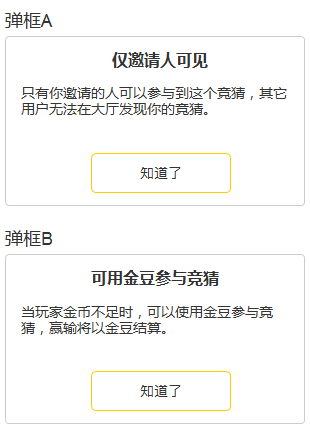 弹框A
仅邀请人可见
只有你邀请的人可以参与到这个竞猜，其它
用户无法在大厅发现你的竞猜。
知道了
弹框B
可用金豆参与竞猜
当玩家金币不足时，可以使用金豆参与竞
猜，赢输将以金豆结算。
知道了